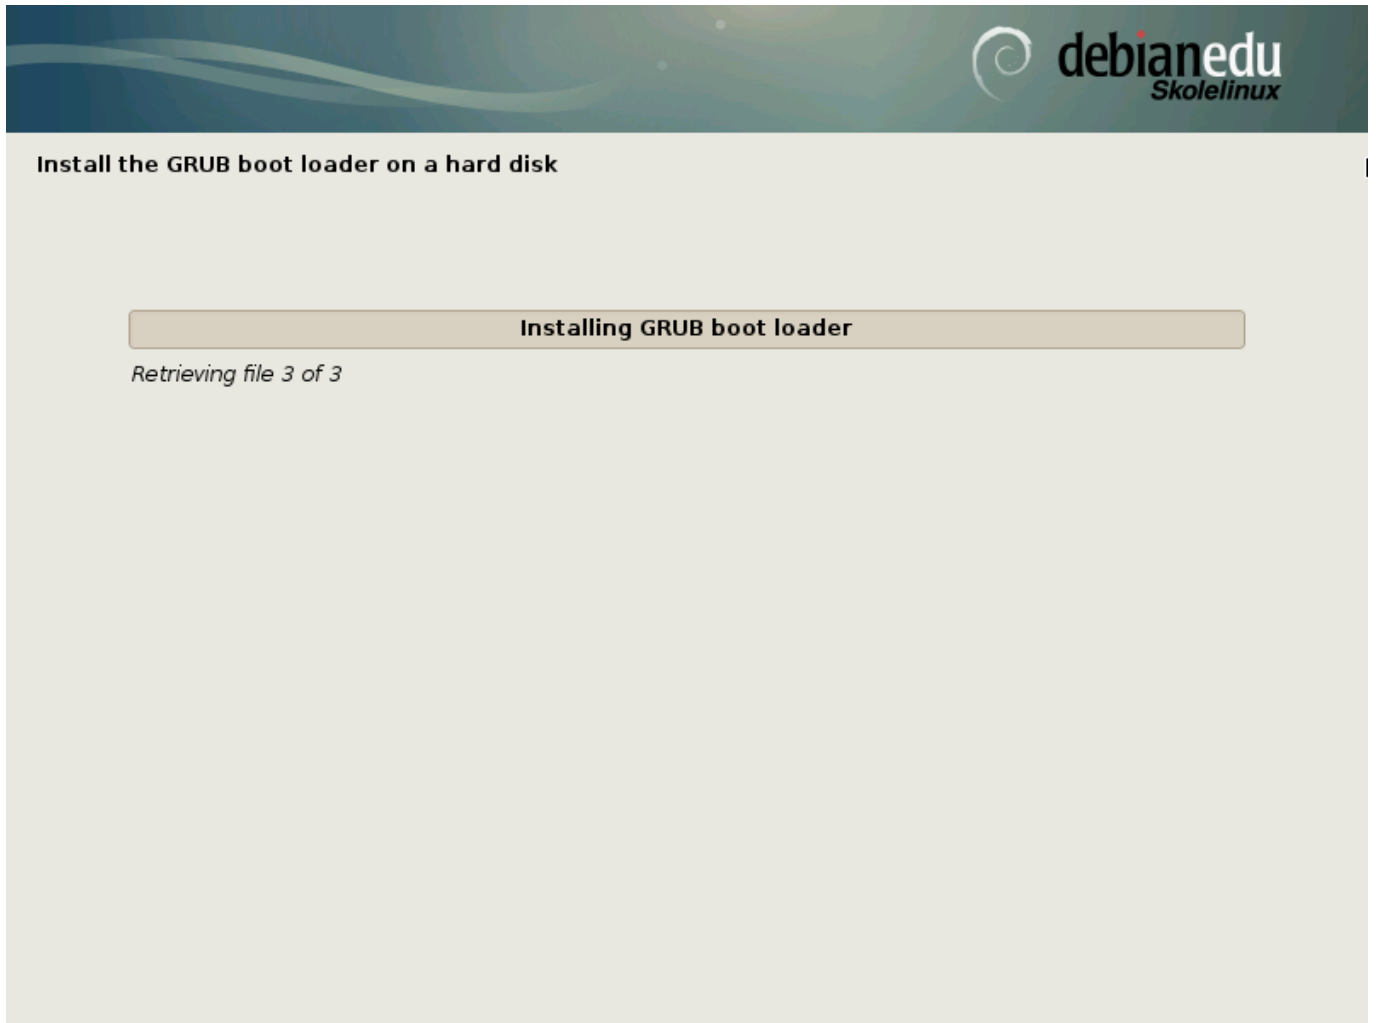 debianedu
Skolelinux
Install the GRUB boot loader on a hard disk
Installing GRUB boot loader
Retrieving file 3 of 3